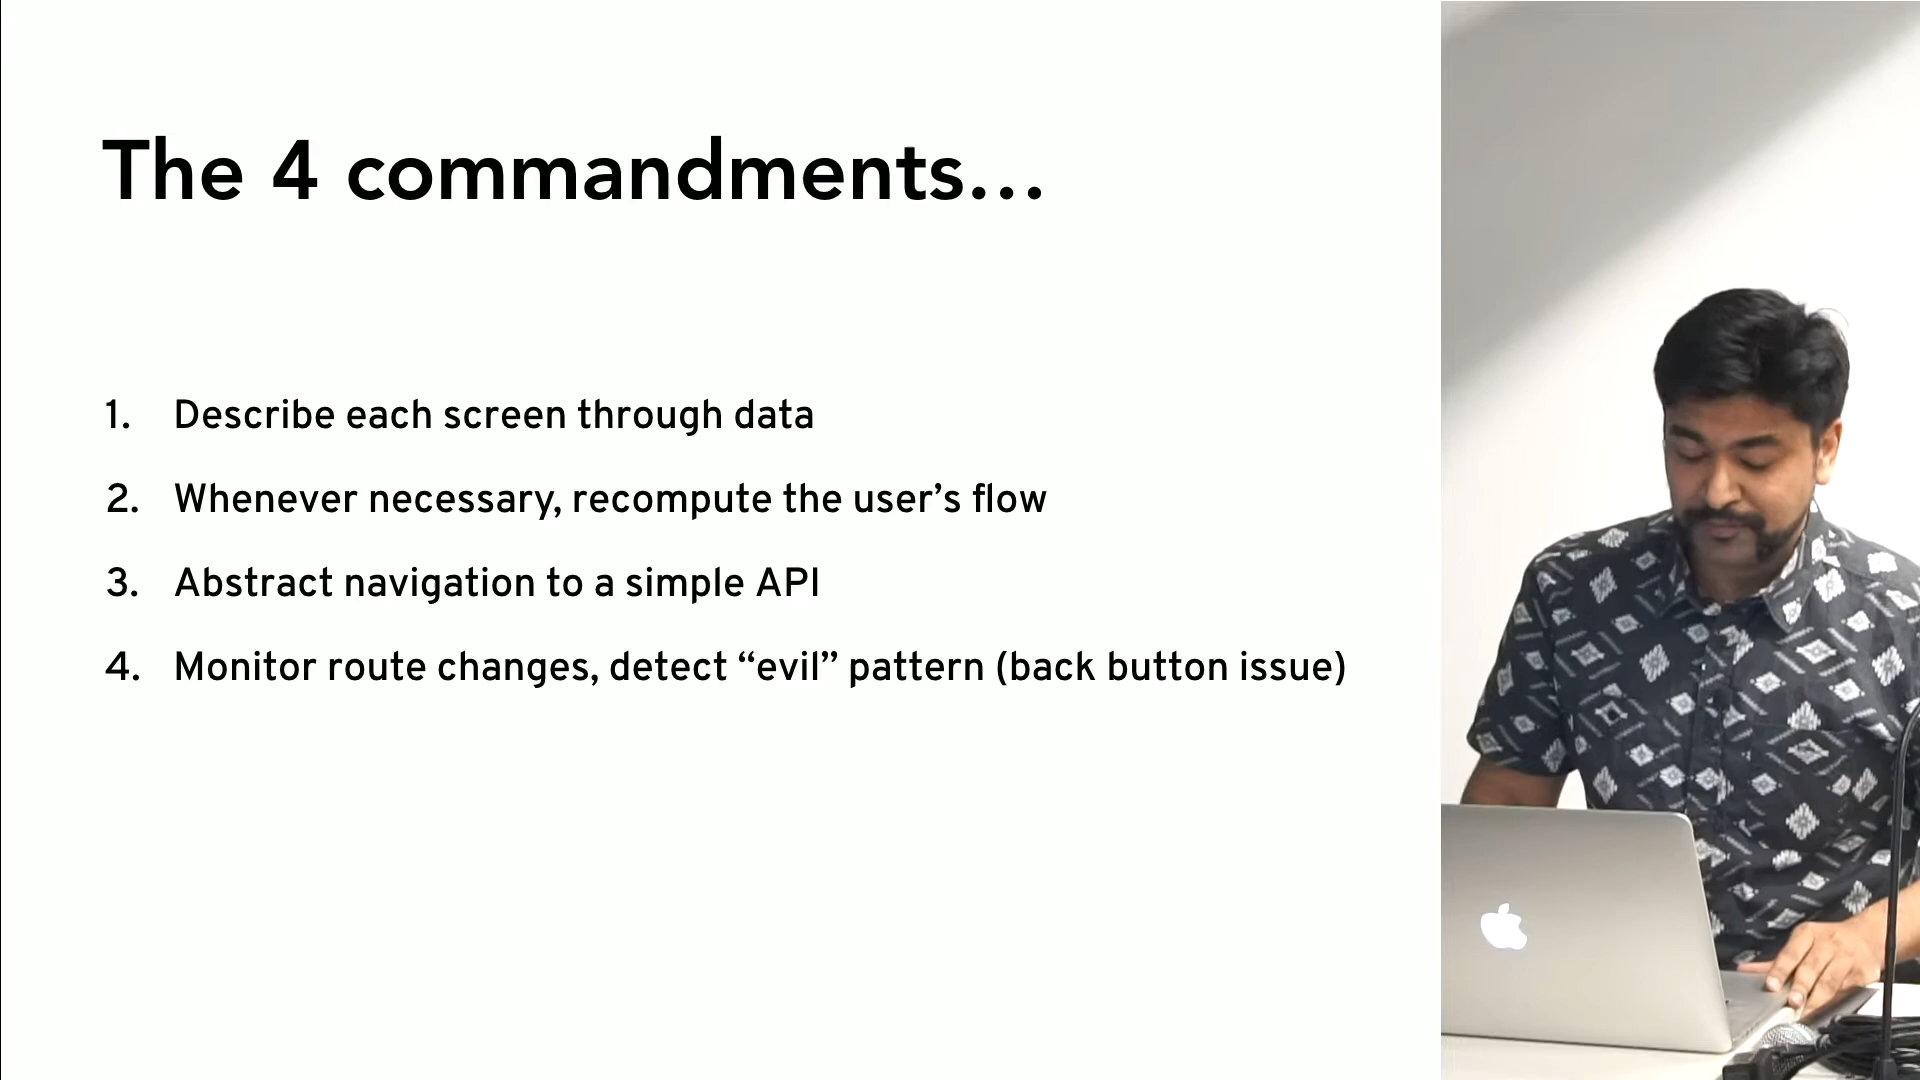 The 4 commandments…
1. Describe each screen through data
2. Whenever necessary, recompute the user’s flow
3. Abstract navigation to a simple API
4. Monitor route changes, detect “evil” pattern (back button issue)